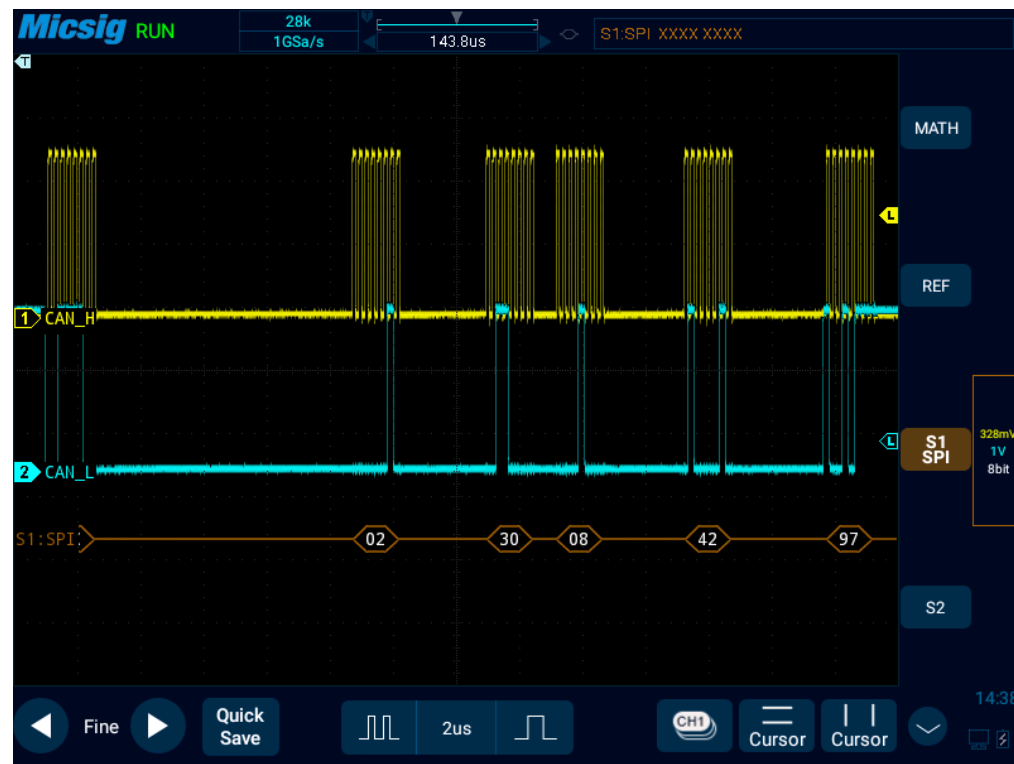 Micsig RUN
28k
1GSa/s
143.8us
S1:SPI XXXX XXXX
T
MATH
L
REF
1 CAN_H
L
S1
SPI
328mV
1V
8bit
2 CAN_L
S1:SPI
02 30 08 42 97
S2
14:38
Fine
Quick
Save
2us
CH1
Cursor
Cursor